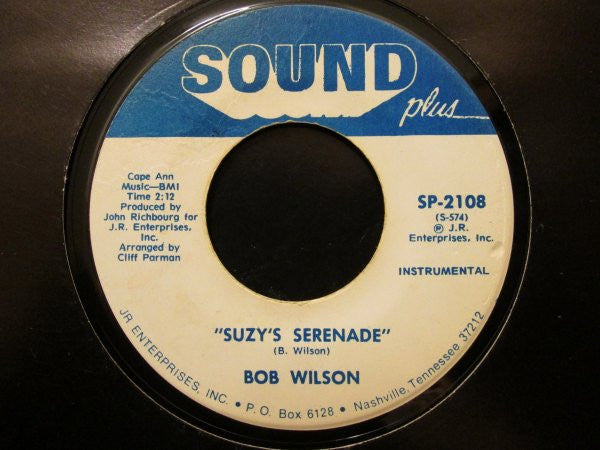 SOUND
plus
Cape Ann
Music—BMI
Time 2:12
Produced by
John Richbourg for
J.R. Enterprises,
Inc.
Arranged by
Cliff Parman
SP-2108
(S-574)
Ⓟ J.R.
Enterprises, Inc.
INSTRUMENTAL
"SUZY'S SERENADE"
(B. Wilson)
BOB WILSON
JR ENTERPRISES, INC. • P.O. Box 6128 • Nashville, Tennessee 37212